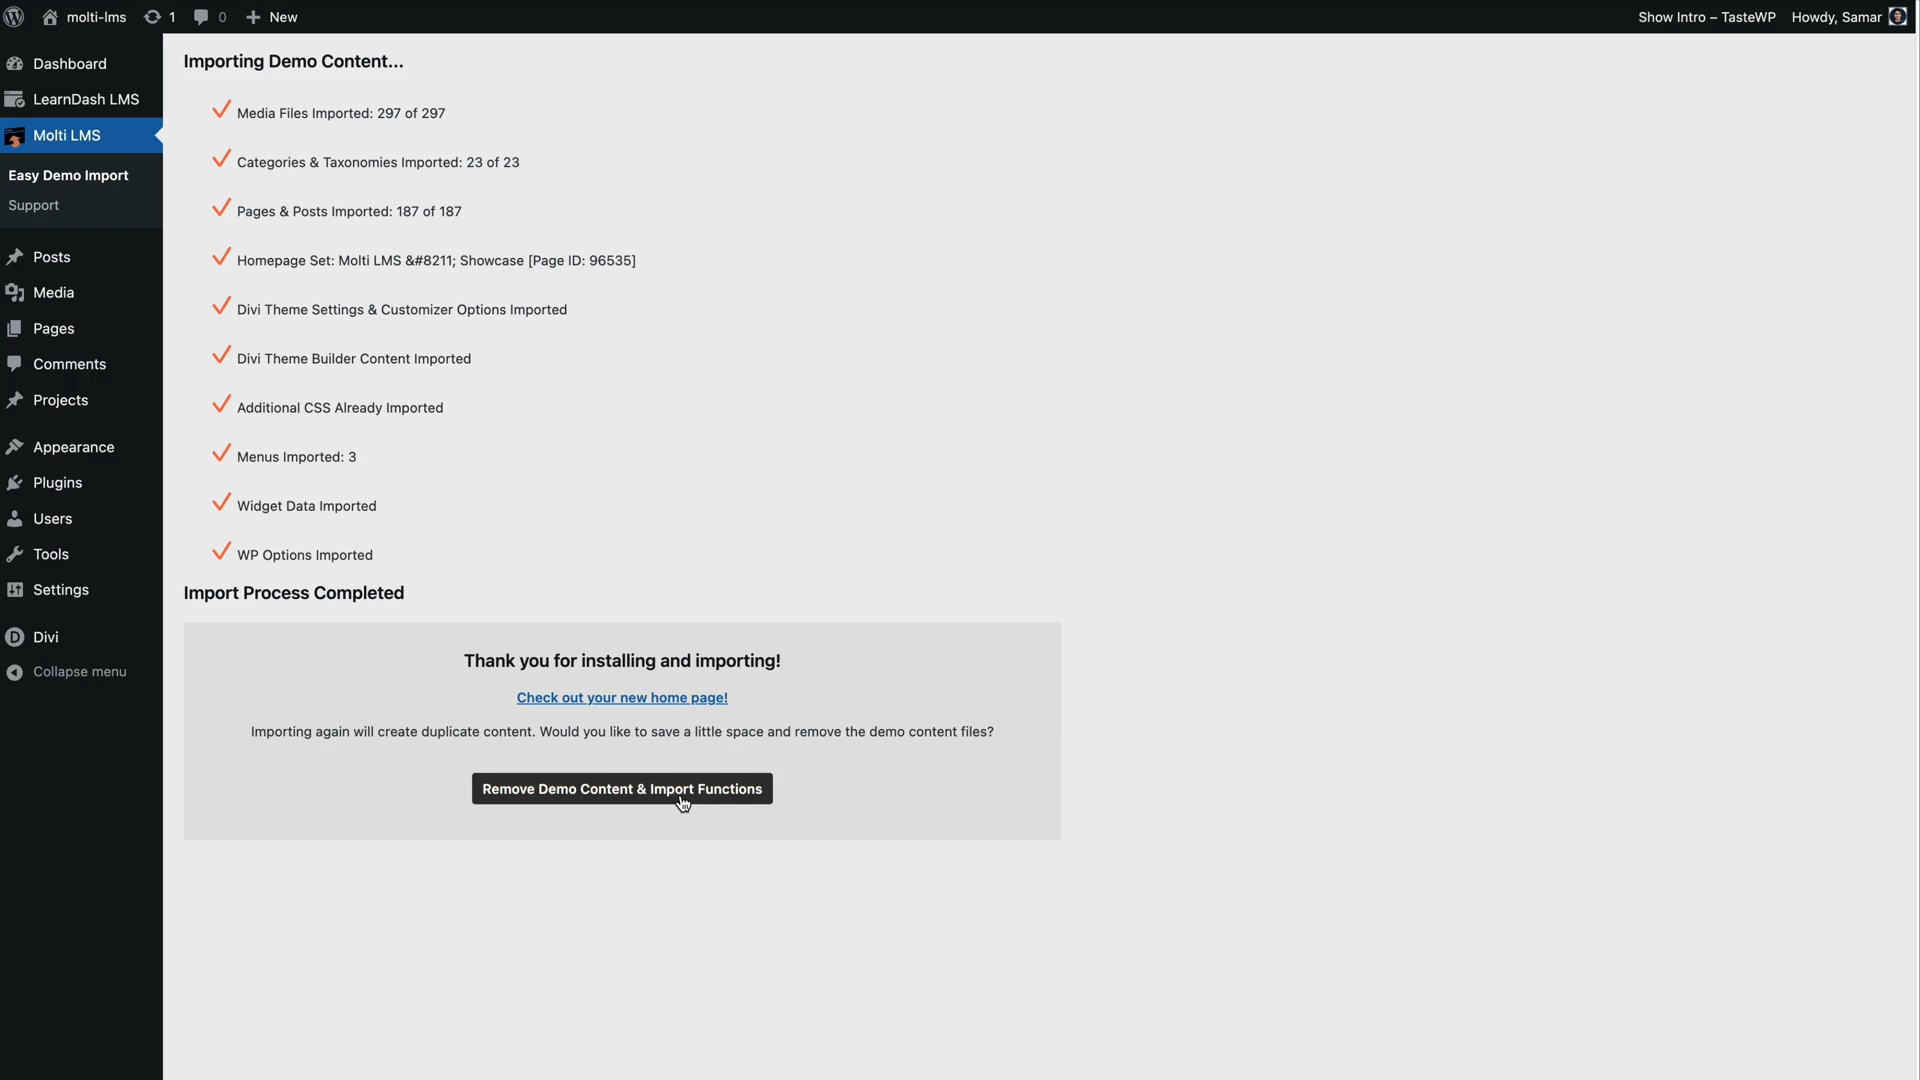 molti-lms
1
0
New
Show Intro – TasteWP
Howdy, Samar
Dashboard
LearnDash LMS
Molti LMS
Easy Demo Import
Support
Posts
Media
Pages
Comments
Projects
Appearance
Plugins
Users
Tools
Settings
Divi
Collapse menu
Importing Demo Content...
Media Files Imported: 297 of 297
Categories & Taxonomies Imported: 23 of 23
Pages & Posts Imported: 187 of 187
Homepage Set: Molti LMS &#8211; Showcase [Page ID: 96535]
Divi Theme Settings & Customizer Options Imported
Divi Theme Builder Content Imported
Additional CSS Already Imported
Menus Imported: 3
Widget Data Imported
WP Options Imported
Import Process Completed
Thank you for installing and importing!
Check out your new home page!
Importing again will create duplicate content. Would you like to save a little space and remove the demo content files?
Remove Demo Content & Import Functions